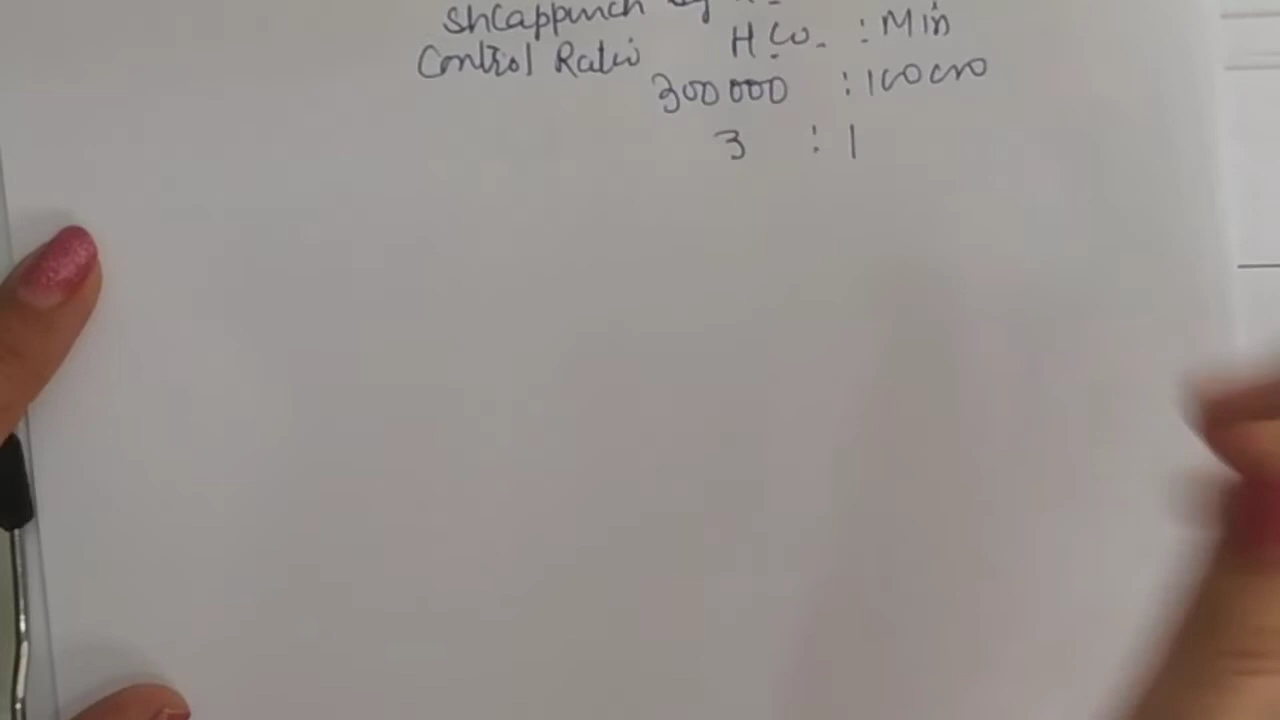 Control Ratio H Co. : Min
300000 : 100000
3 : 1